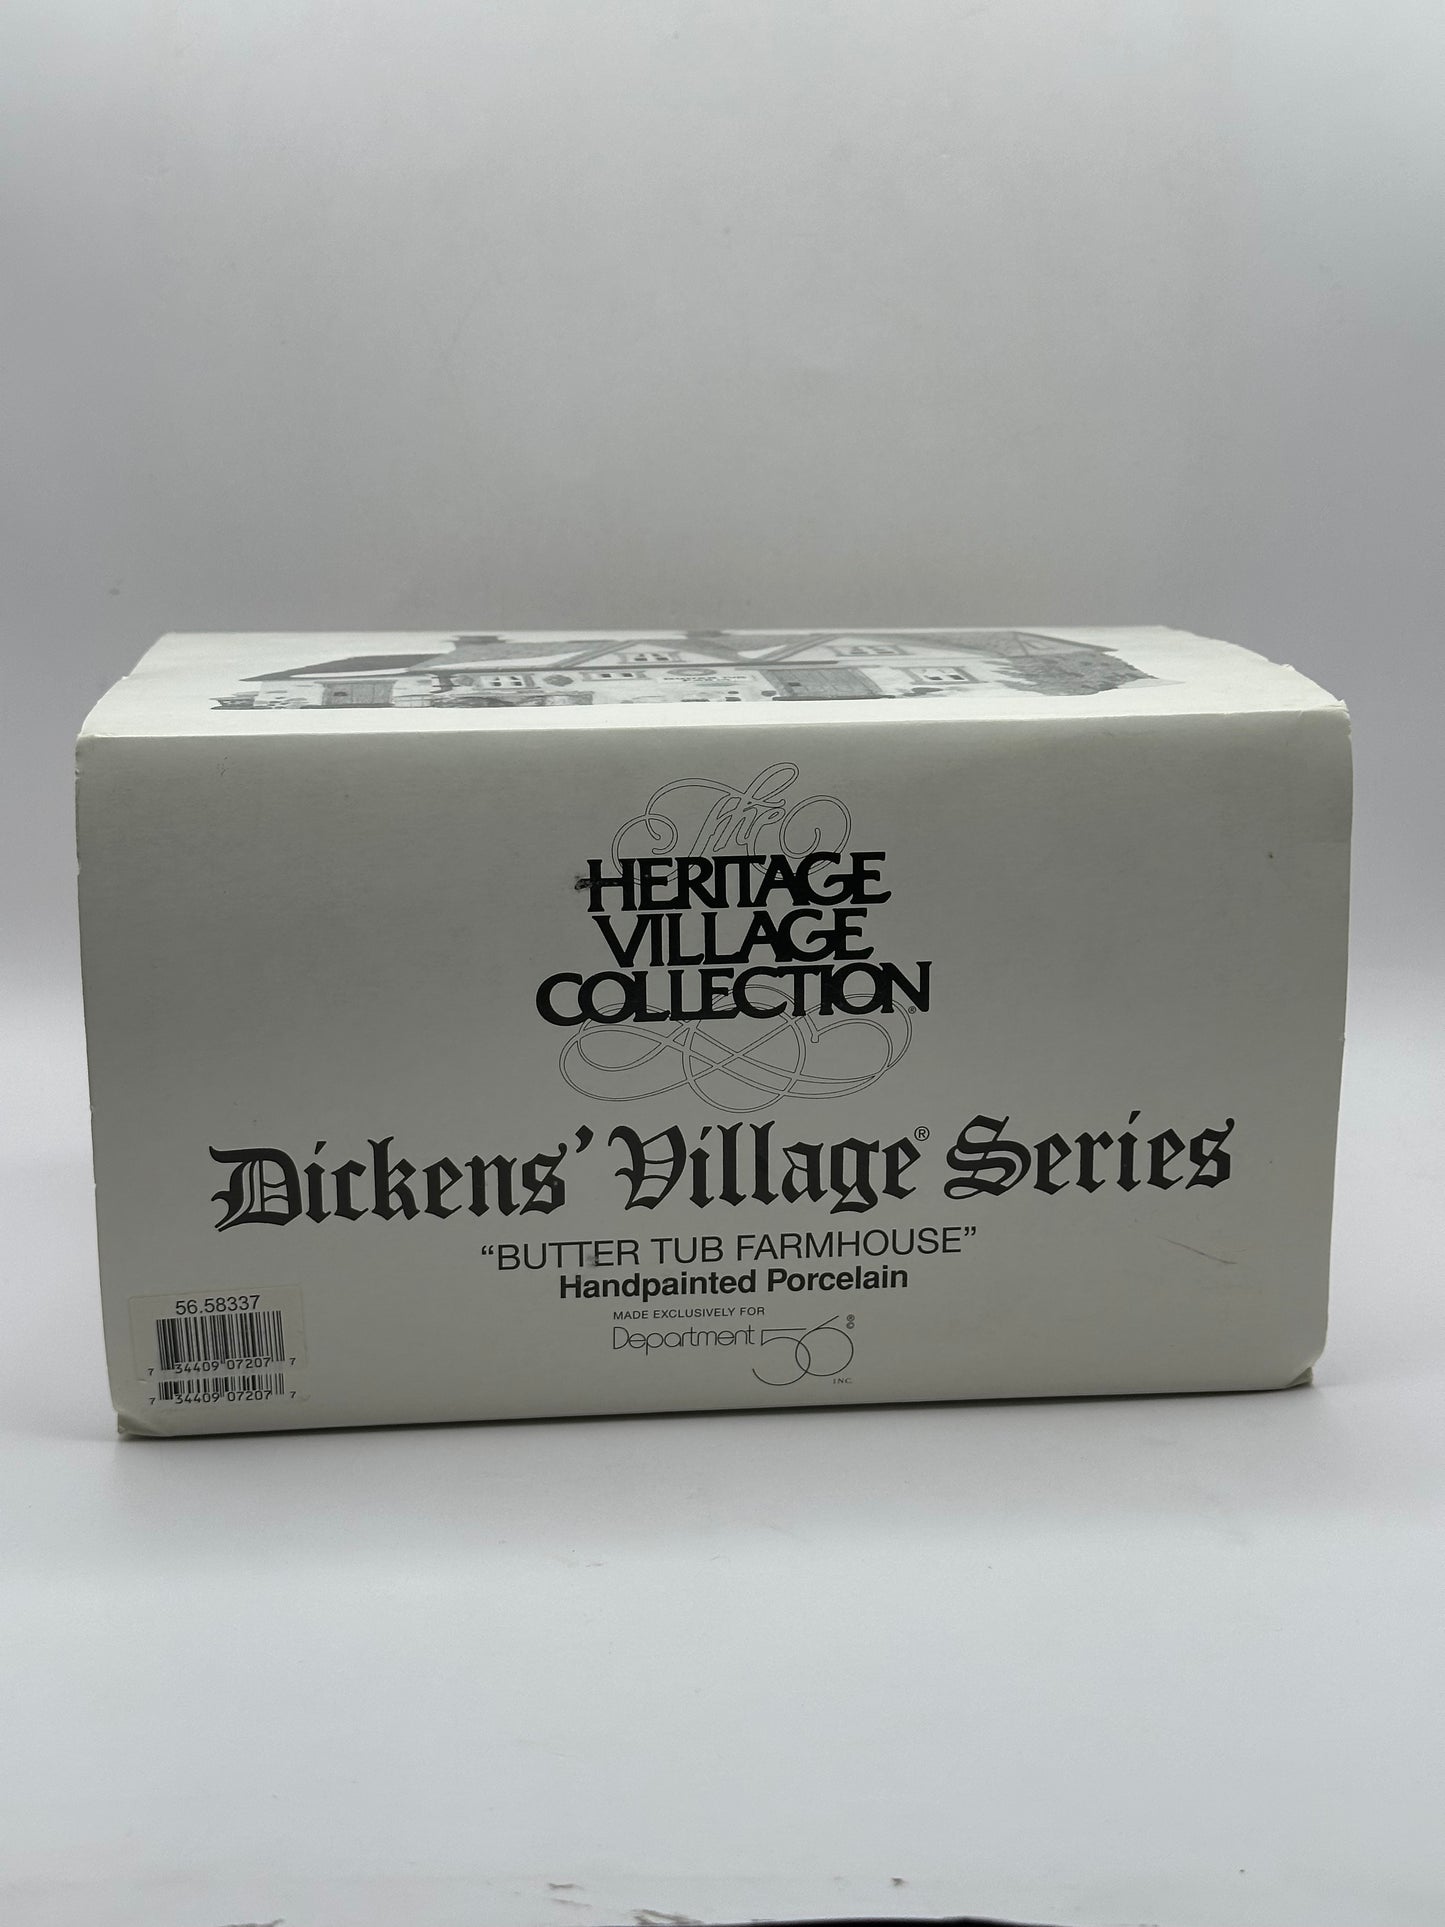 The
HERITAGE
VILLAGE
COLLECTION®
Dickens' Village® Series
“BUTTER TUB FARMHOUSE”
Handpainted Porcelain
MADE EXCLUSIVELY FOR
Department 56 ®©
INC.
56.58337
7 34409 07207 7
7 34409 07207 7